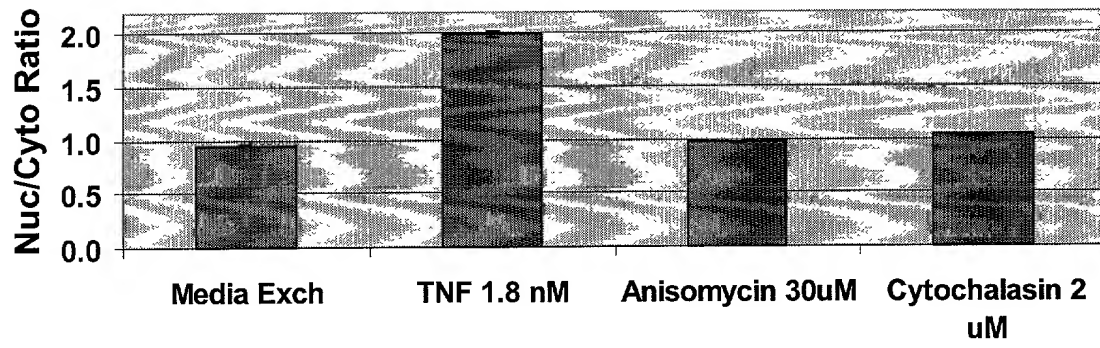 Nuc/Cyto Ratio
2.0
1.5
1.0
0.5
0.0
Media Exch
TNF 1.8 nM
Anisomycin 30uM
Cytochalasin 2
uM